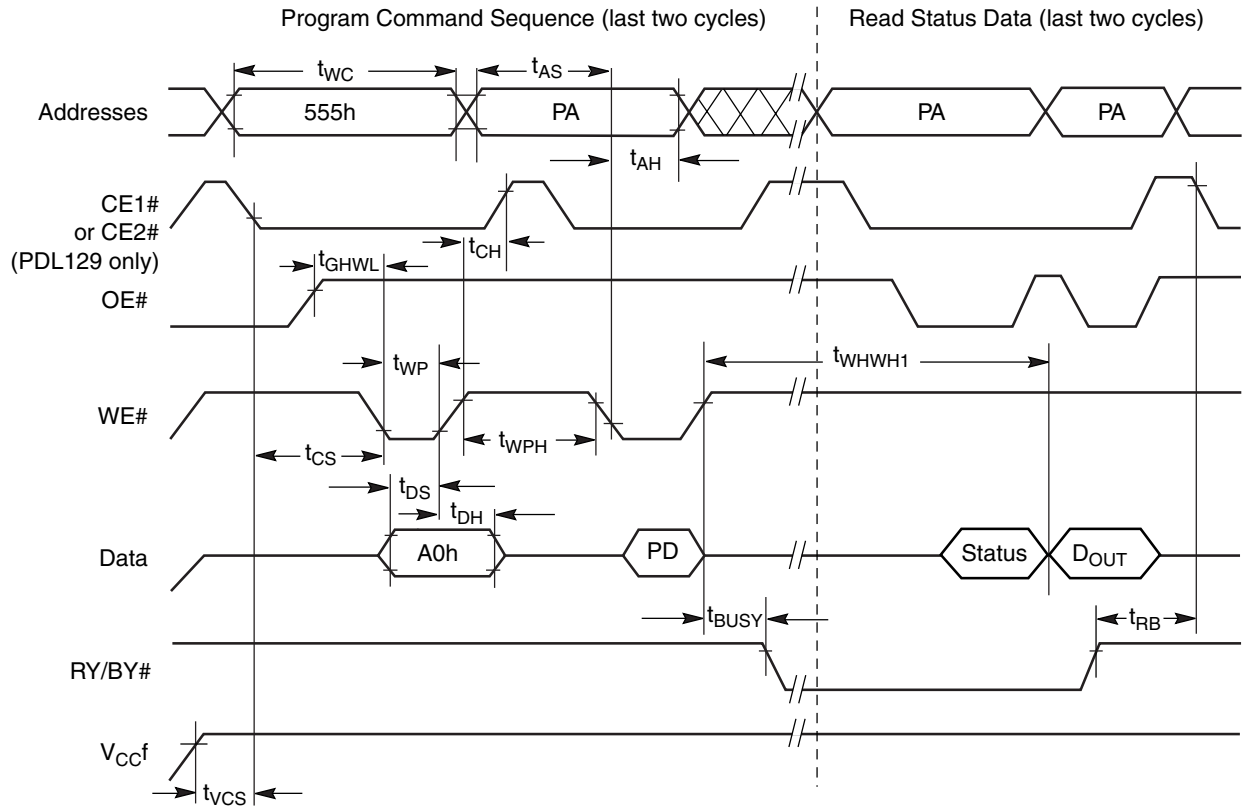 Program Command Sequence (last two cycles)
Read Status Data (last two cycles)
tWC
tAS
Addresses
555h
PA
PA
PA
tAH
CE1#
or CE2#
(PDL129 only)
tCH
tGHWL
OE#
tWP
tWHWH1
WE#
tCS
tWPH
tDS
tDH
Data
A0h
PD
Status
DOUT
tBUSY
tRB
RY/BY#
VCCf
tVCS